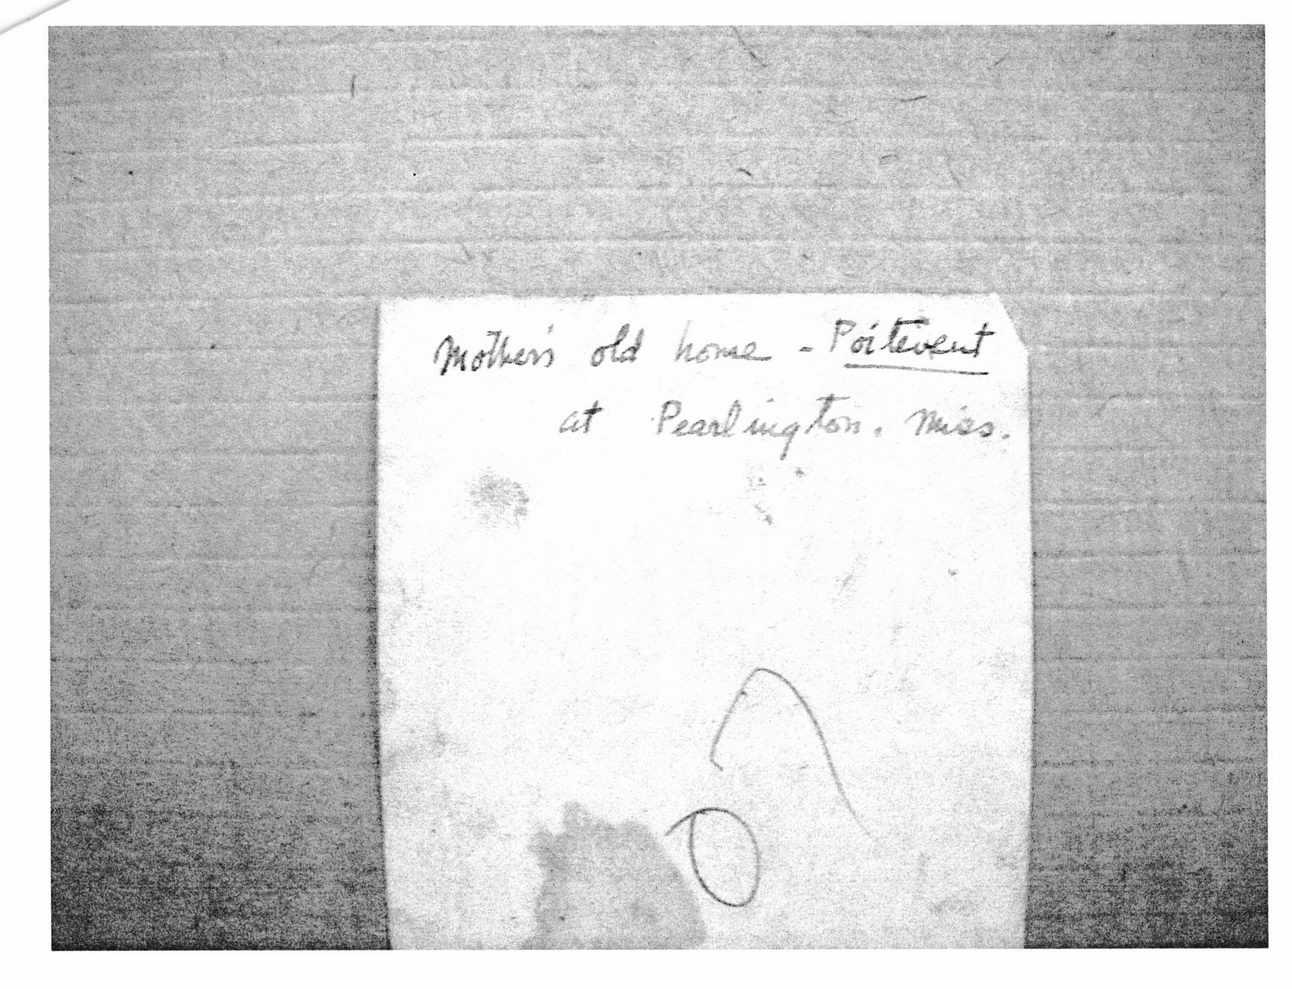 Mother's old home - Poitevent
at Pearlington. Miss.